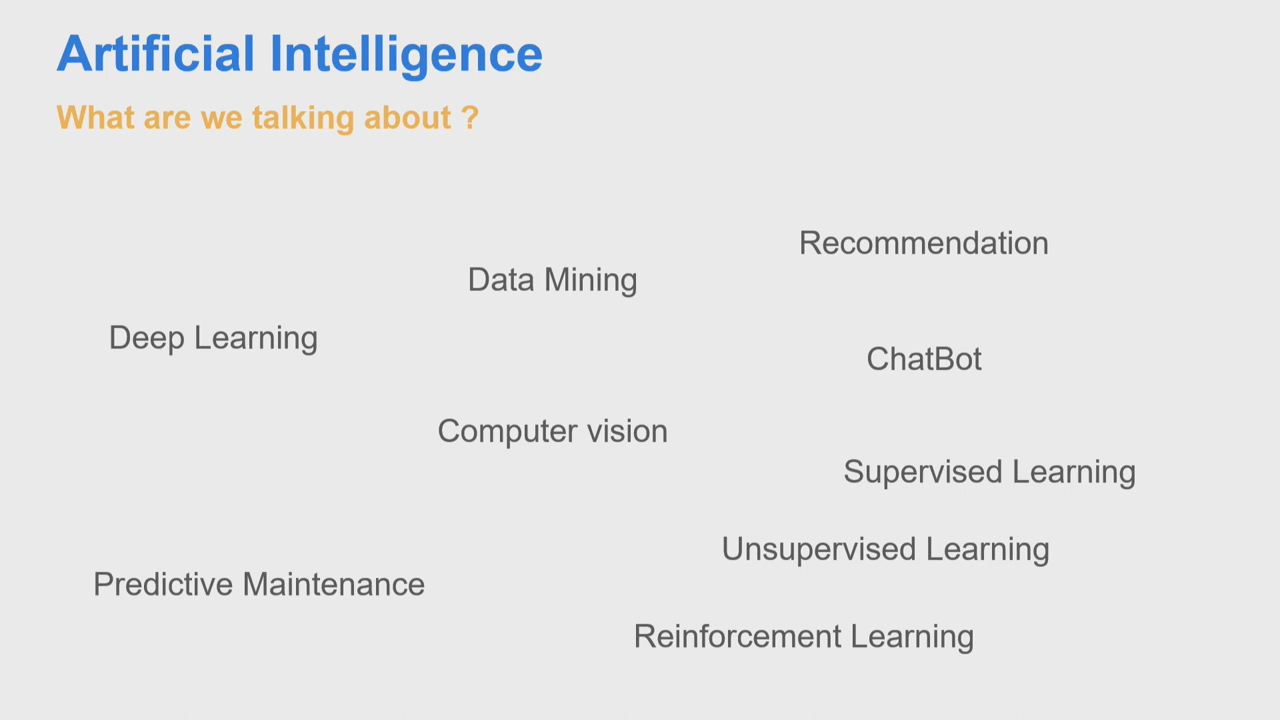 Artificial Intelligence
What are we talking about ?
Recommendation
Data Mining
Deep Learning
ChatBot
Computer vision
Supervised Learning
Unsupervised Learning
Predictive Maintenance
Reinforcement Learning